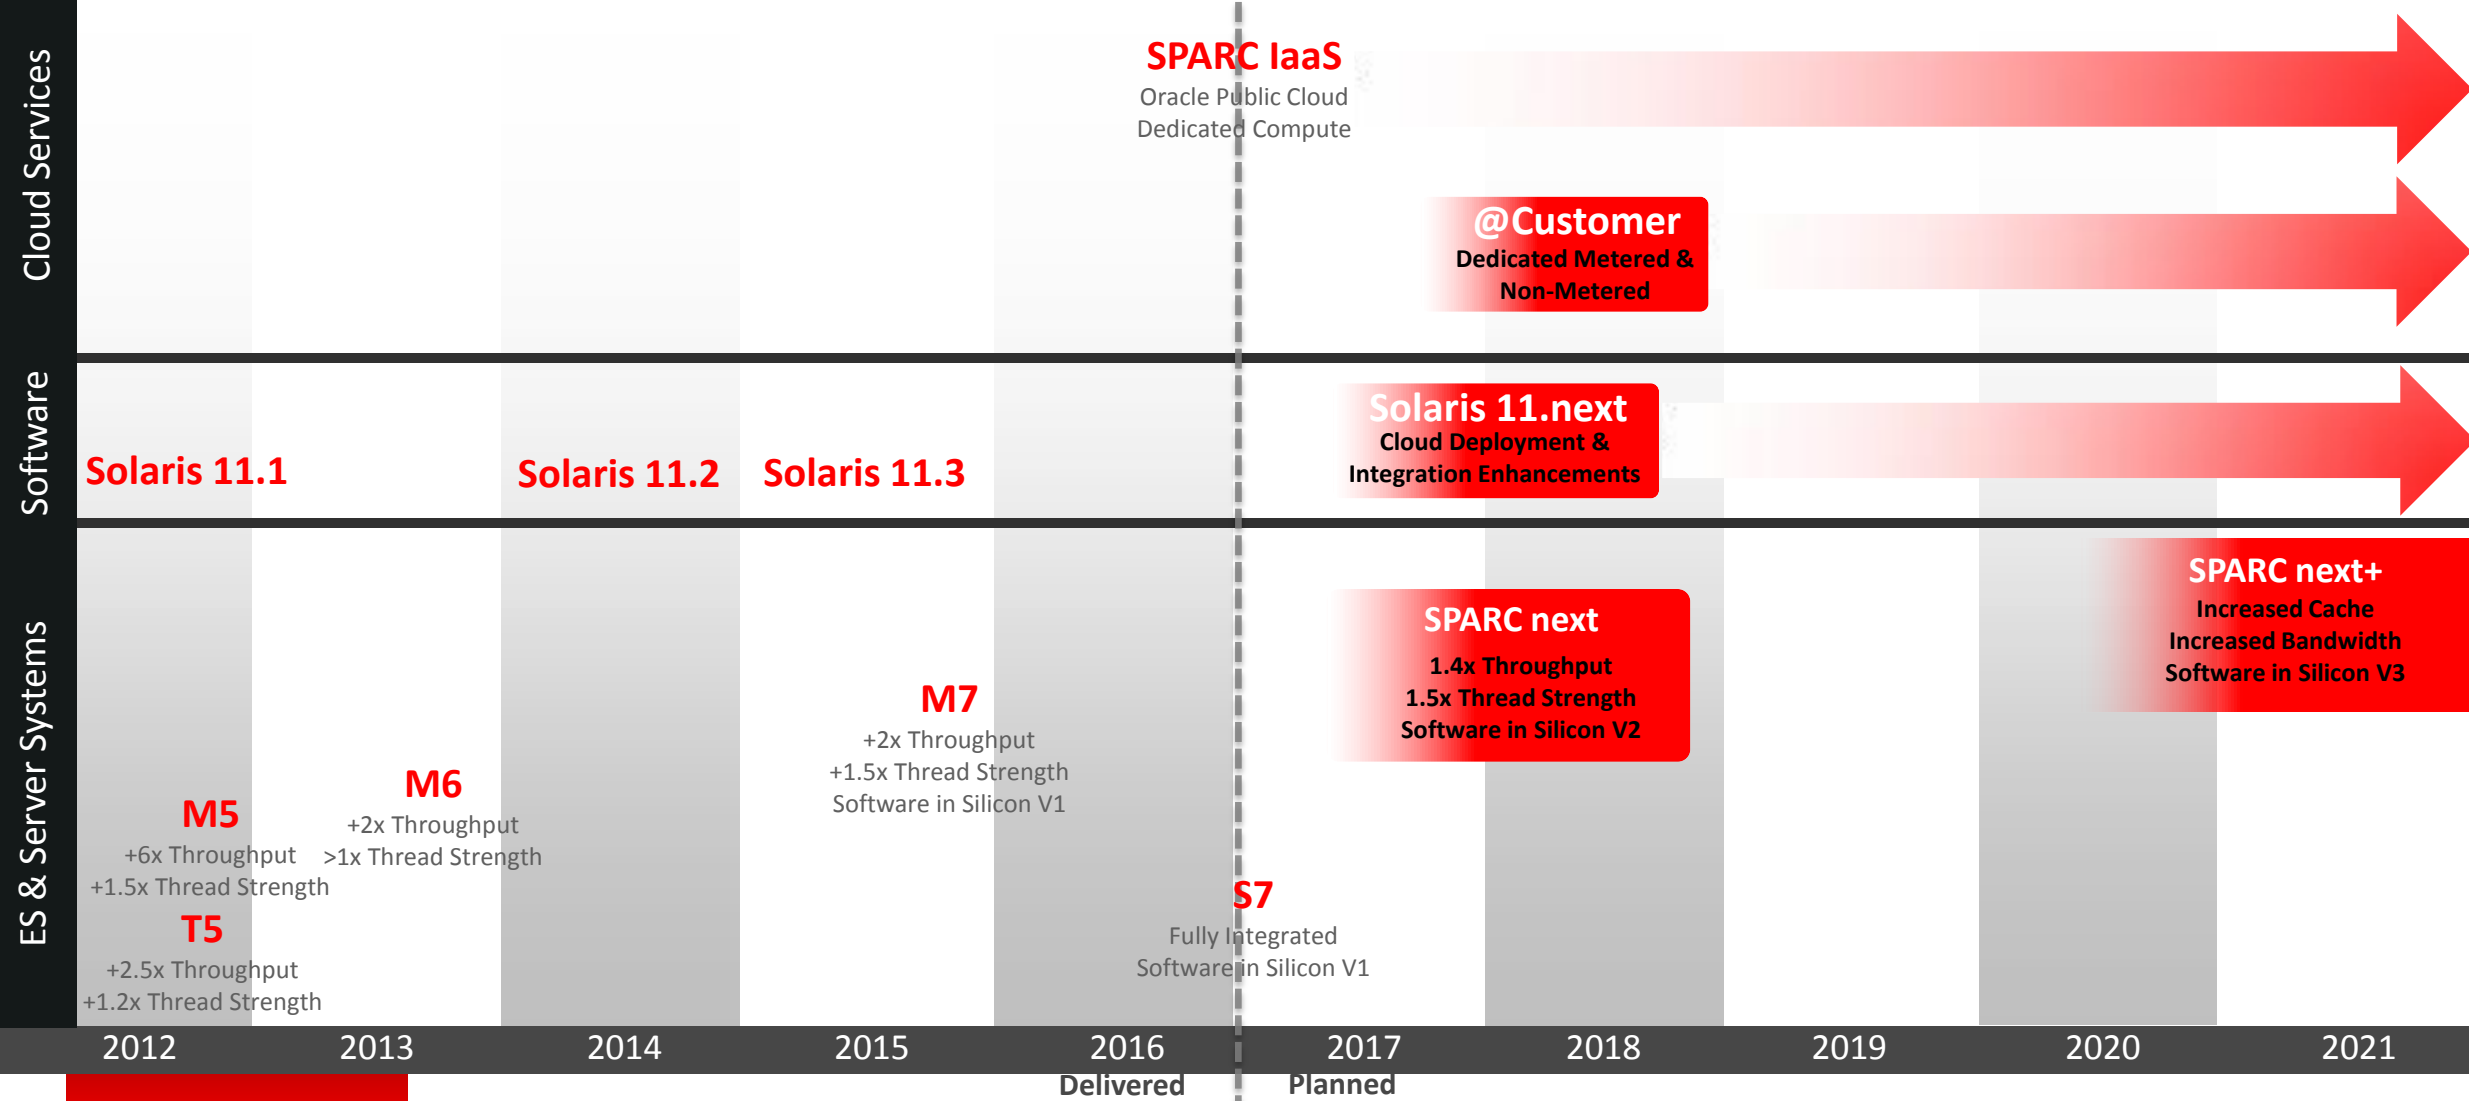 Cloud Services
SPARC IaaS
Oracle Public Cloud
Dedicated Compute
@Customer
Dedicated Metered &
Non-Metered
Software
Solaris 11.1
Solaris 11.2
Solaris 11.3
Solaris 11.next
Cloud Deployment &
Integration Enhancements
ES & Server Systems
M5
+6x Throughput
+1.5x Thread Strength
T5
+2.5x Throughput
+1.2x Thread Strength
M6
+2x Throughput
>1x Thread Strength
M7
+2x Throughput
+1.5x Thread Strength
Software in Silicon V1
S7
Fully Integrated
Software in Silicon V1
SPARC next
1.4x Throughput
1.5x Thread Strength
Software in Silicon V2
SPARC next+
Increased Cache
Increased Bandwidth
Software in Silicon V3
2012 2013 2014 2015 2016 2017 2018 2019 2020 2021
Delivered Planned